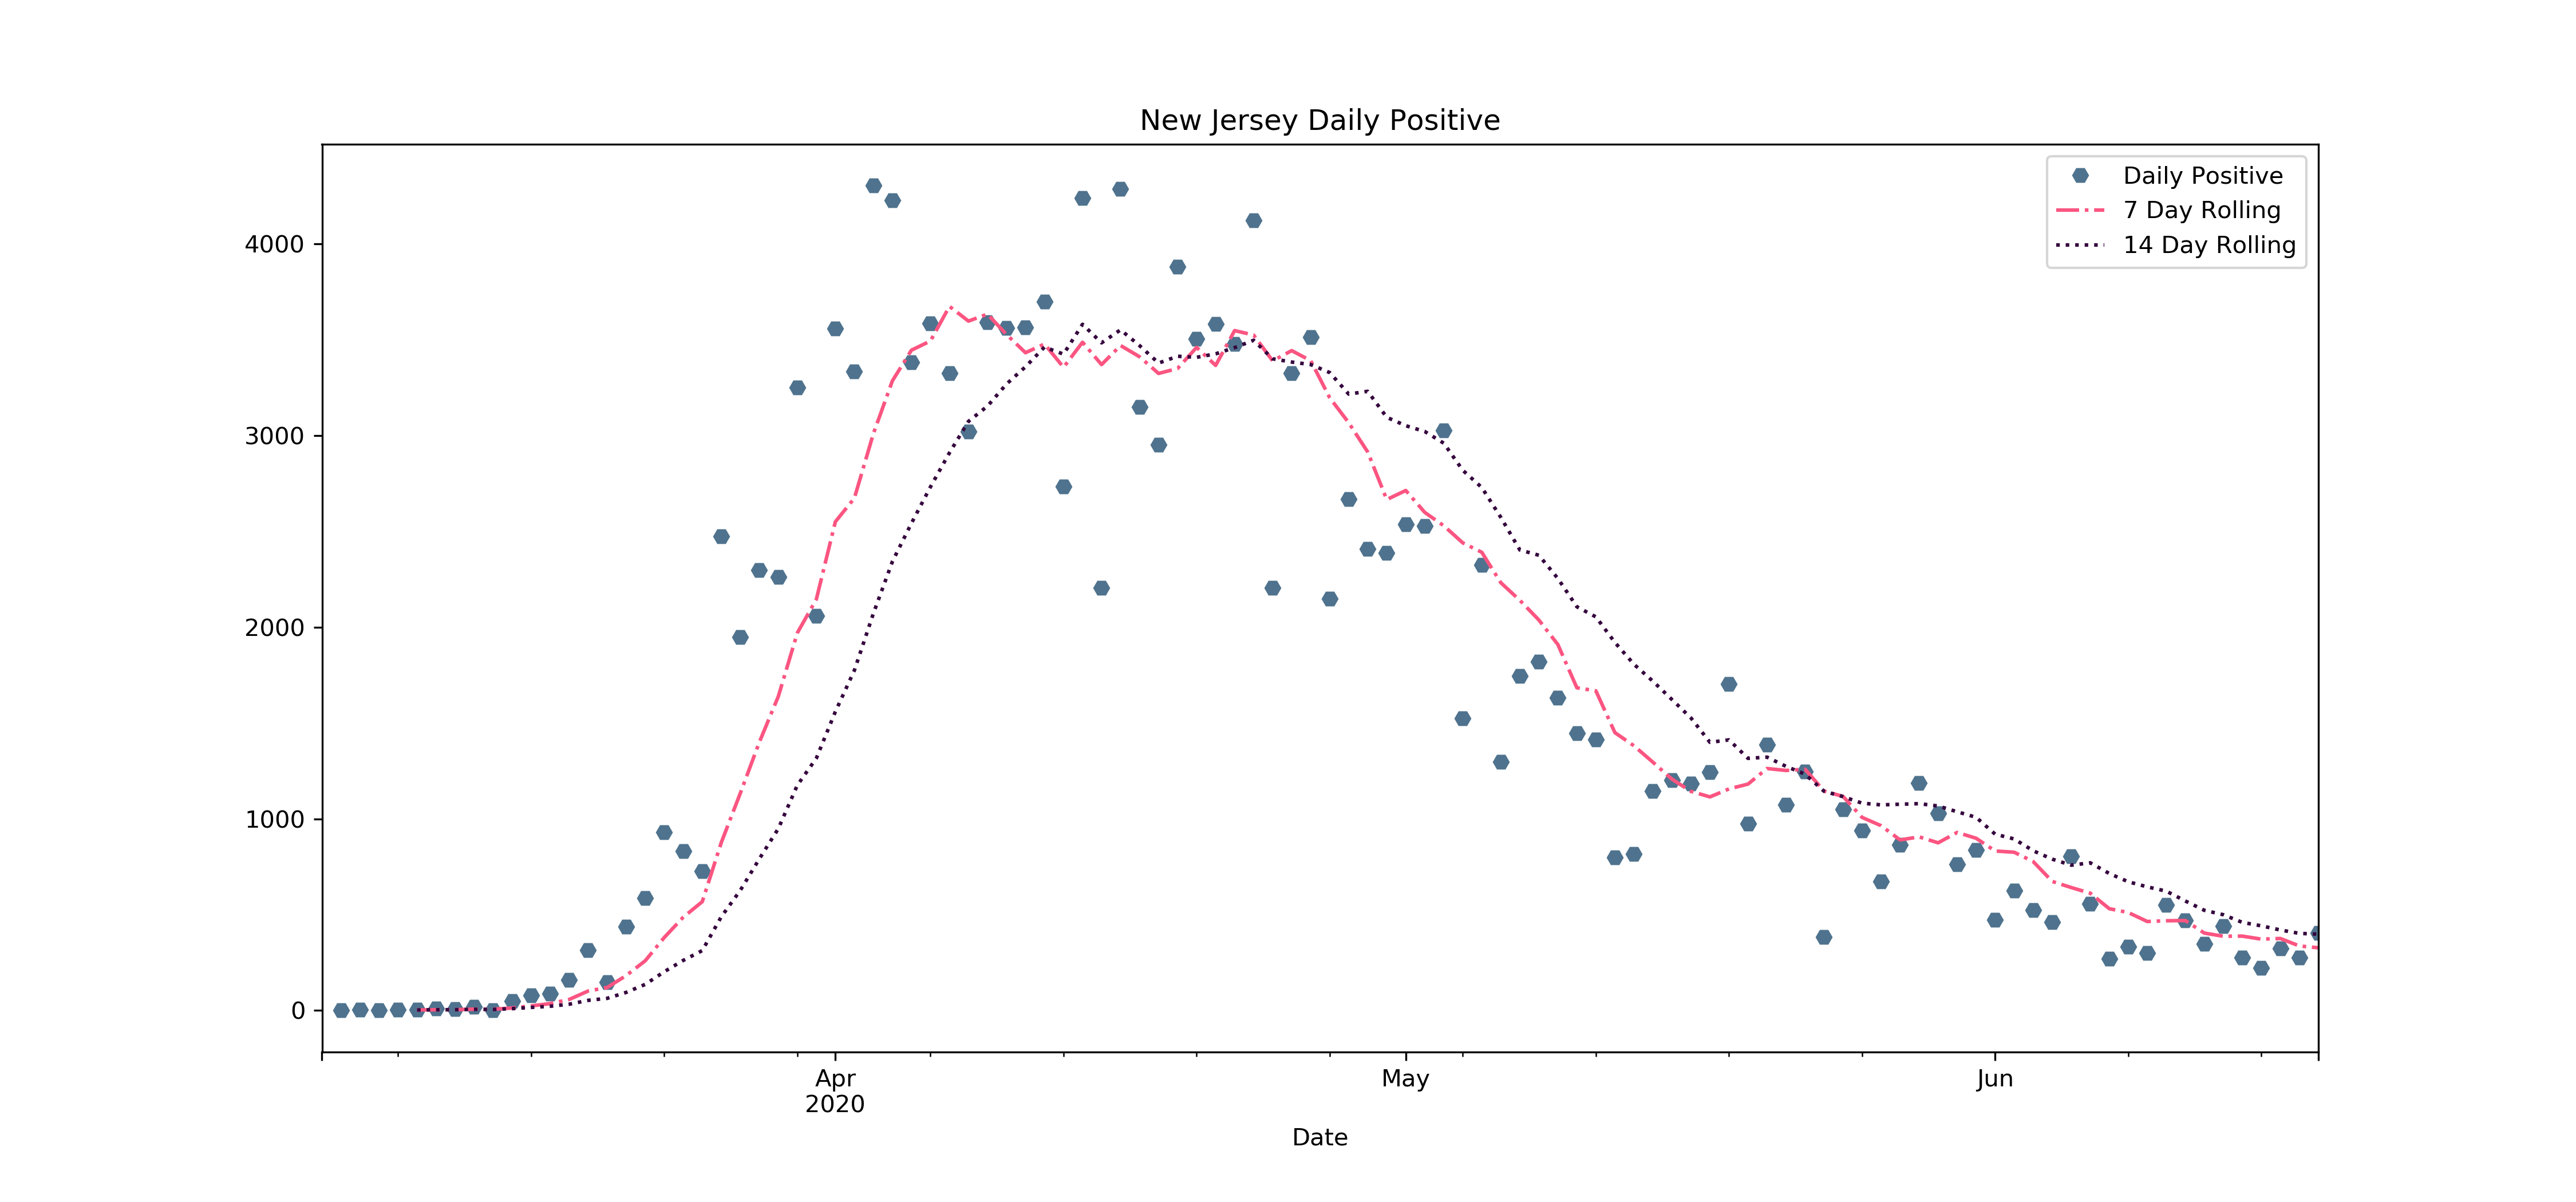 New Jersey Daily Positive
Daily Positive
7 Day Rolling
14 Day Rolling
4000
3000
2000
1000
0
Apr
2020
May
Jun
Date